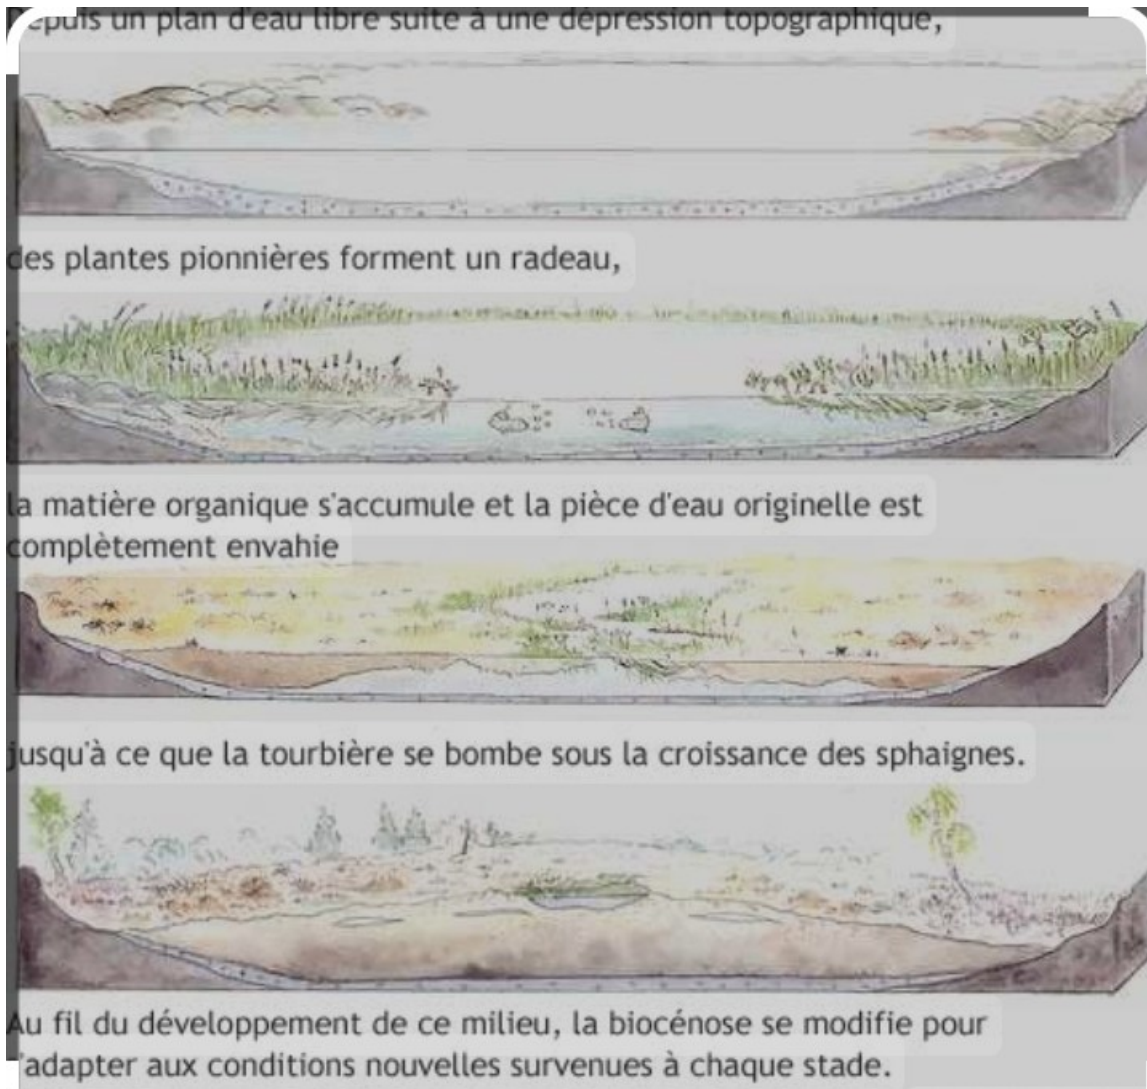 Depuis un plan d'eau libre suite à une dépression topographique,
des plantes pionnières forment un radeau,
la matière organique s'accumule et la pièce d'eau originelle est
complètement envahie
jusqu'à ce que la tourbière se bombe sous la croissance des sphaignes.
Au fil du développement de ce milieu, la biocénose se modifie pour
'adapter aux conditions nouvelles survenues à chaque stade.